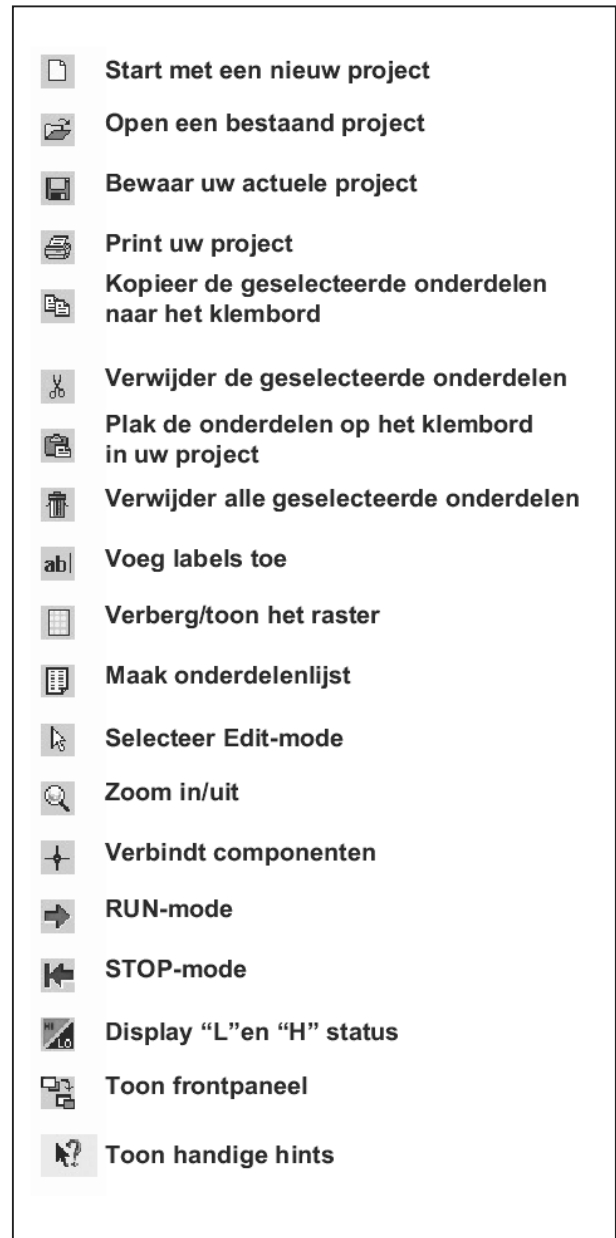 Start met een nieuw project
Open een bestaand project
Bewaar uw actuele project
Print uw project
Kopieer de geselecteerde onderdelen
naar het klembord
Verwijder de geselecteerde onderdelen
Plak de onderdelen op het klembord
in uw project
Verwijder alle geselecteerde onderdelen
ab| Voeg labels toe
Verberg/toon het raster
Maak onderdelenlijst
Selecteer Edit-mode
Zoom in/uit
Verbindt componenten
RUN-mode
STOP-mode
HI LO Display “L”en “H” status
Toon frontpaneel
Toon handige hints